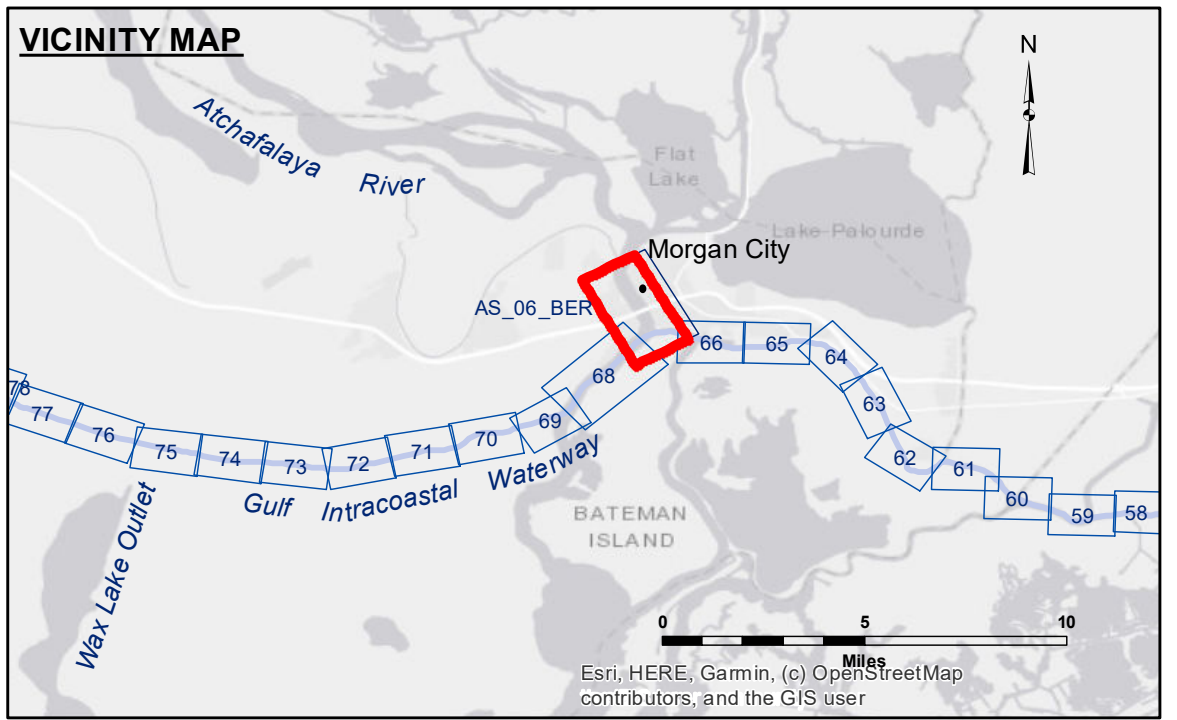 VICINITY MAP
N
Atchafalaya
River
Flat
Lake
Lake Palourde
Morgan City
AS_06_BER
66
65
64
68
63
78
77
69
76
70
75
71
74
72
73
62
61
60
59
58
Gulf Intracoastal Waterway
Wax Lake Outlet
BATEMAN
ISLAND
0 5 10
Miles
Esri, HERE, Garmin, (c) OpenStreetMap
contributors, and the GIS user